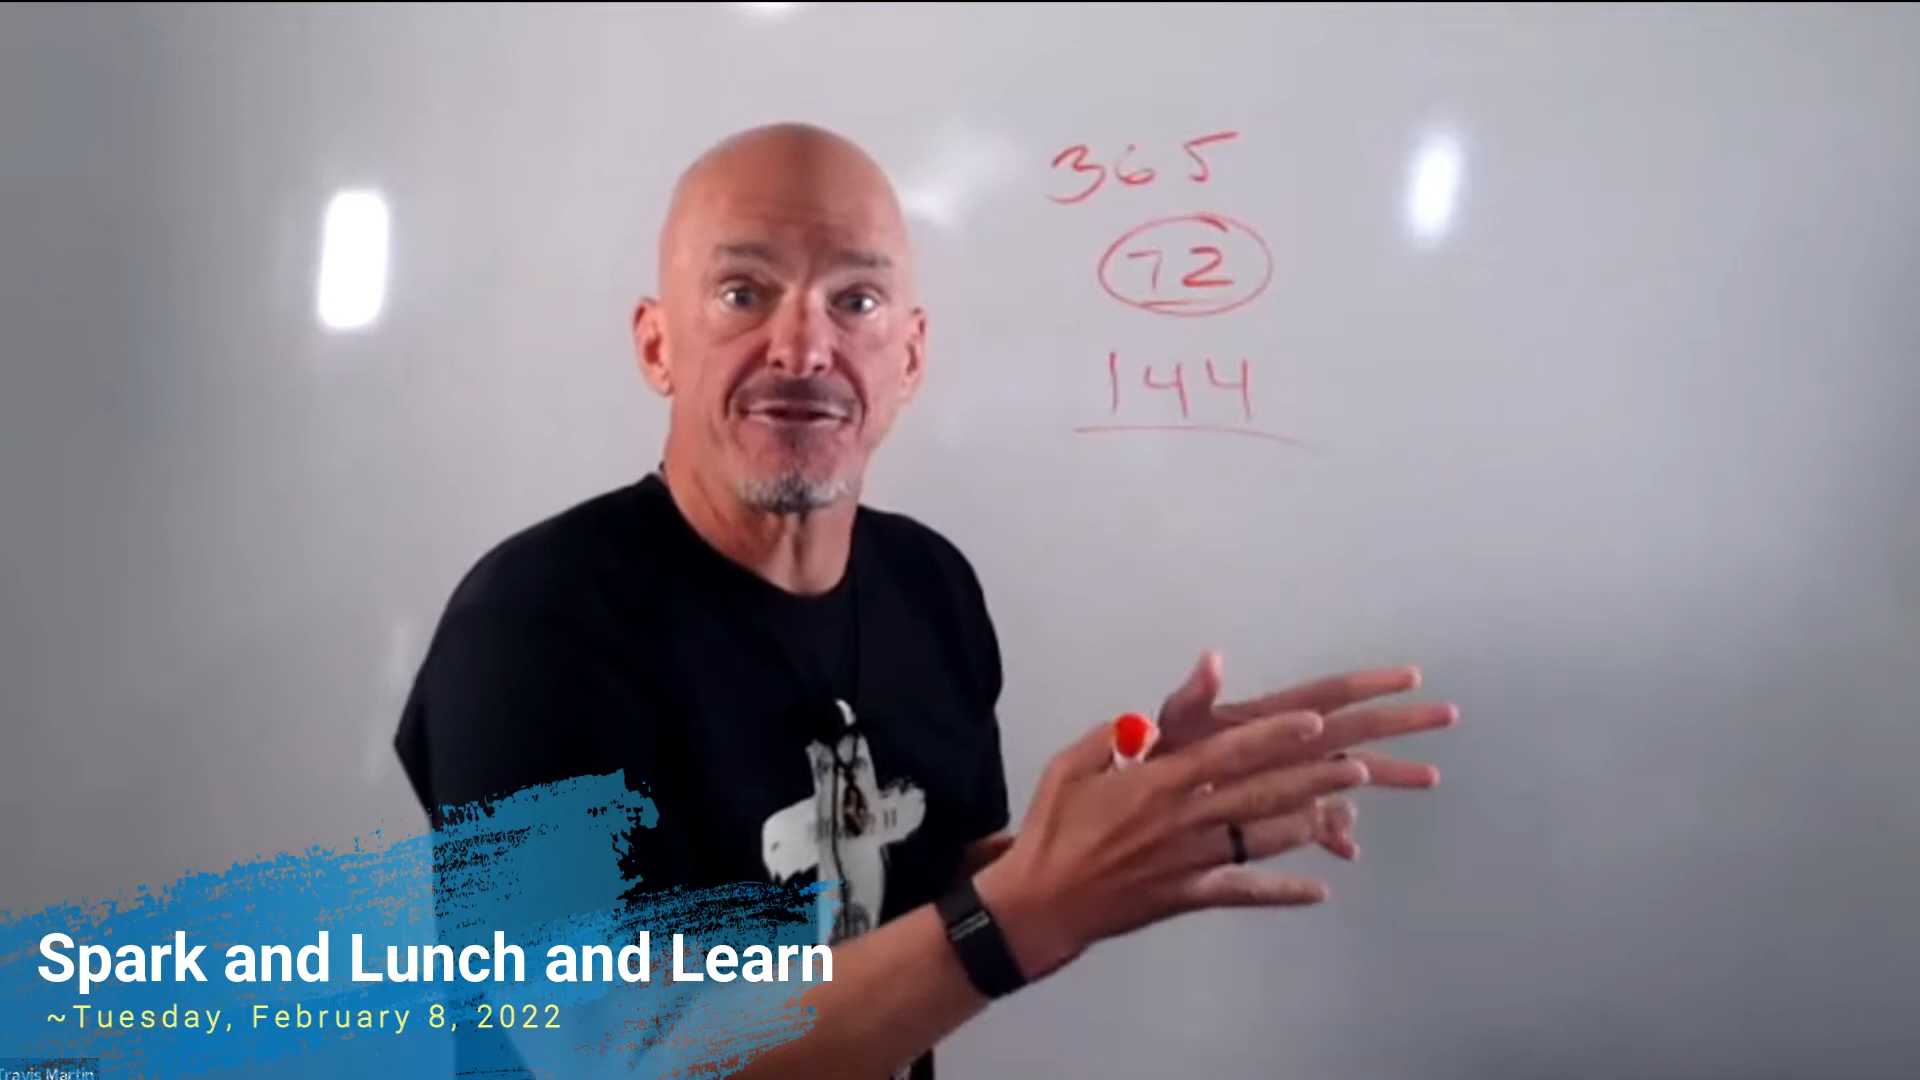 365
72
144
Spark and Lunch and Learn
~Tuesday, February 8, 2022
Travis Martin